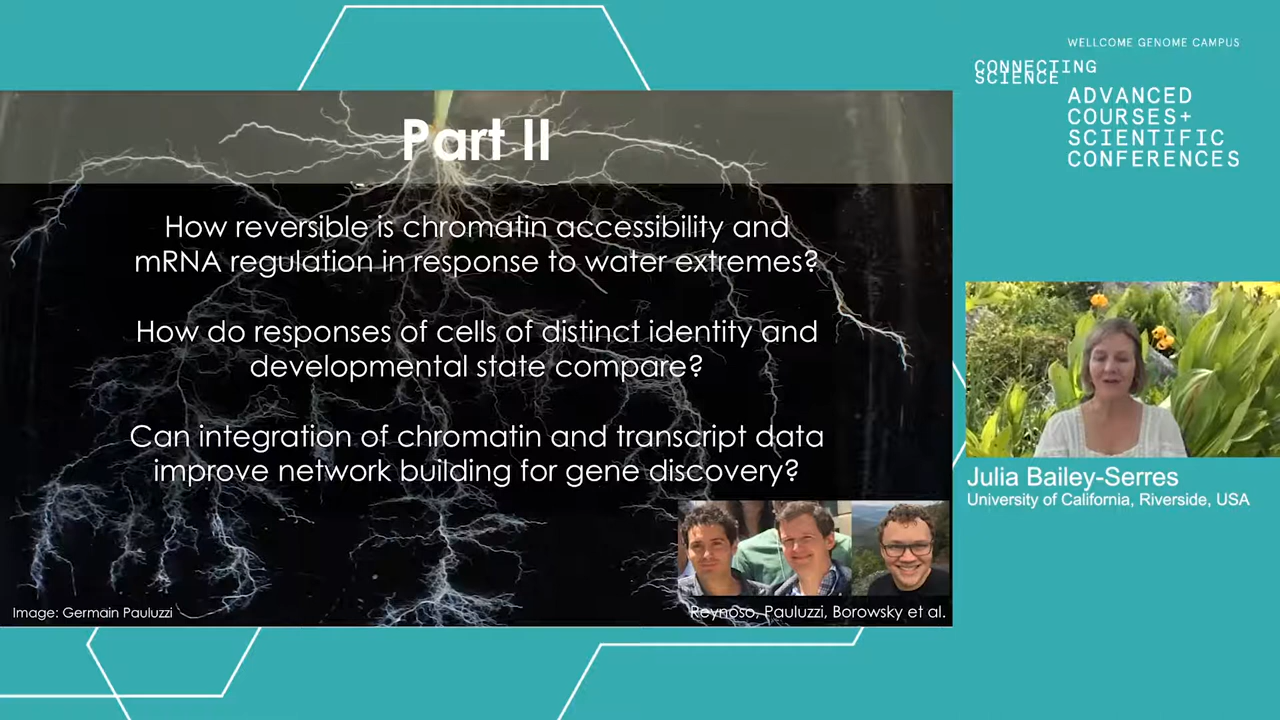 WELLCOME GENOME CAMPUS
CONNECTING
SCIENCE
ADVANCED
COURSES+
SCIENTIFIC
CONFERENCES
Part II
How reversible is chromatin accessibility and
mRNA regulation in response to water extremes?
How do responses of cells of distinct identity and
developmental state compare?
Can integration of chromatin and transcript data
improve network building for gene discovery?
Image: Germain Pauluzzi
Reynoso, Pauluzzi, Borowsky et al.
Julia Bailey-Serres
University of California, Riverside, USA